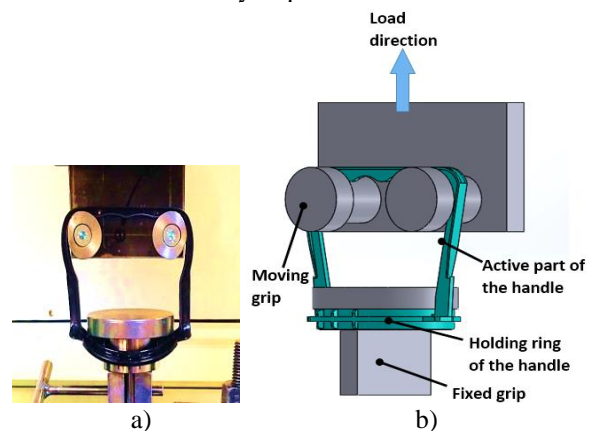 Load
direction
Moving
grip
Active part of
the handle
Holding ring
of the handle
Fixed grip
a)
b)